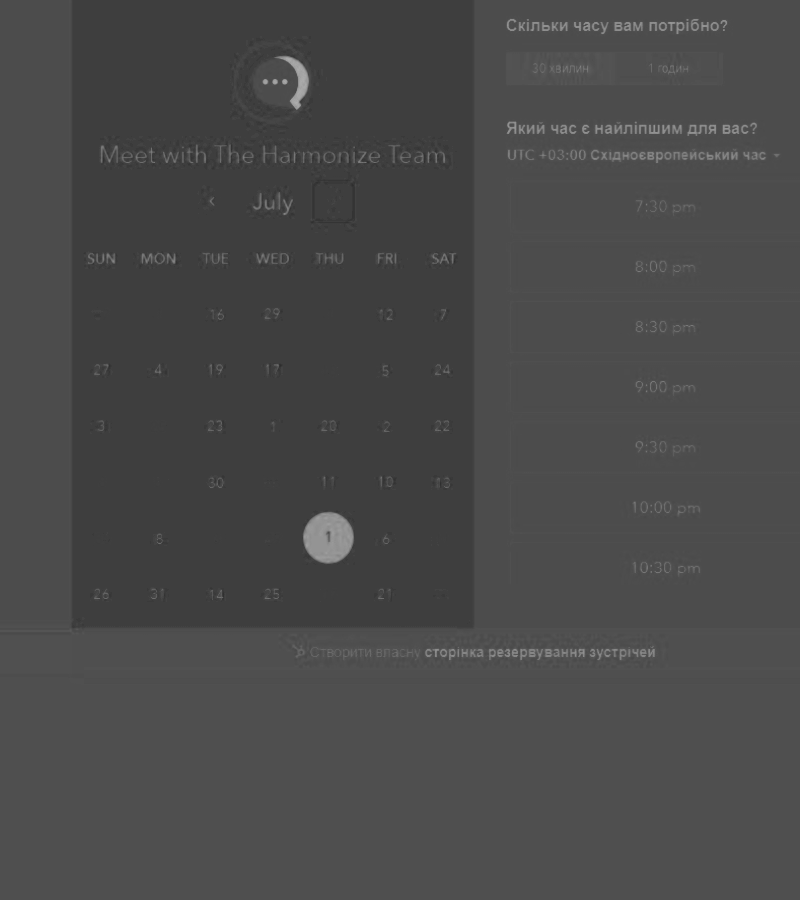 Meet with The Harmonize Team
‹ July
SUN MON TUE WED THU FRI SAT
16 29 12 7
27 4 19 17 5 24
3 23 1 20 2 22
30 11 10 13
8 1 6
26 31 14 25 21
Скільки часу вам потрібно?
30 хвилин 1 годин
Який час є найліпшим для вас?
UTC +03:00 Східноєвропейський час
7:30 pm
8:00 pm
8:30 pm
9:00 pm
9:30 pm
10:00 pm
10:30 pm
Створити власну сторінка резервування зустрічей